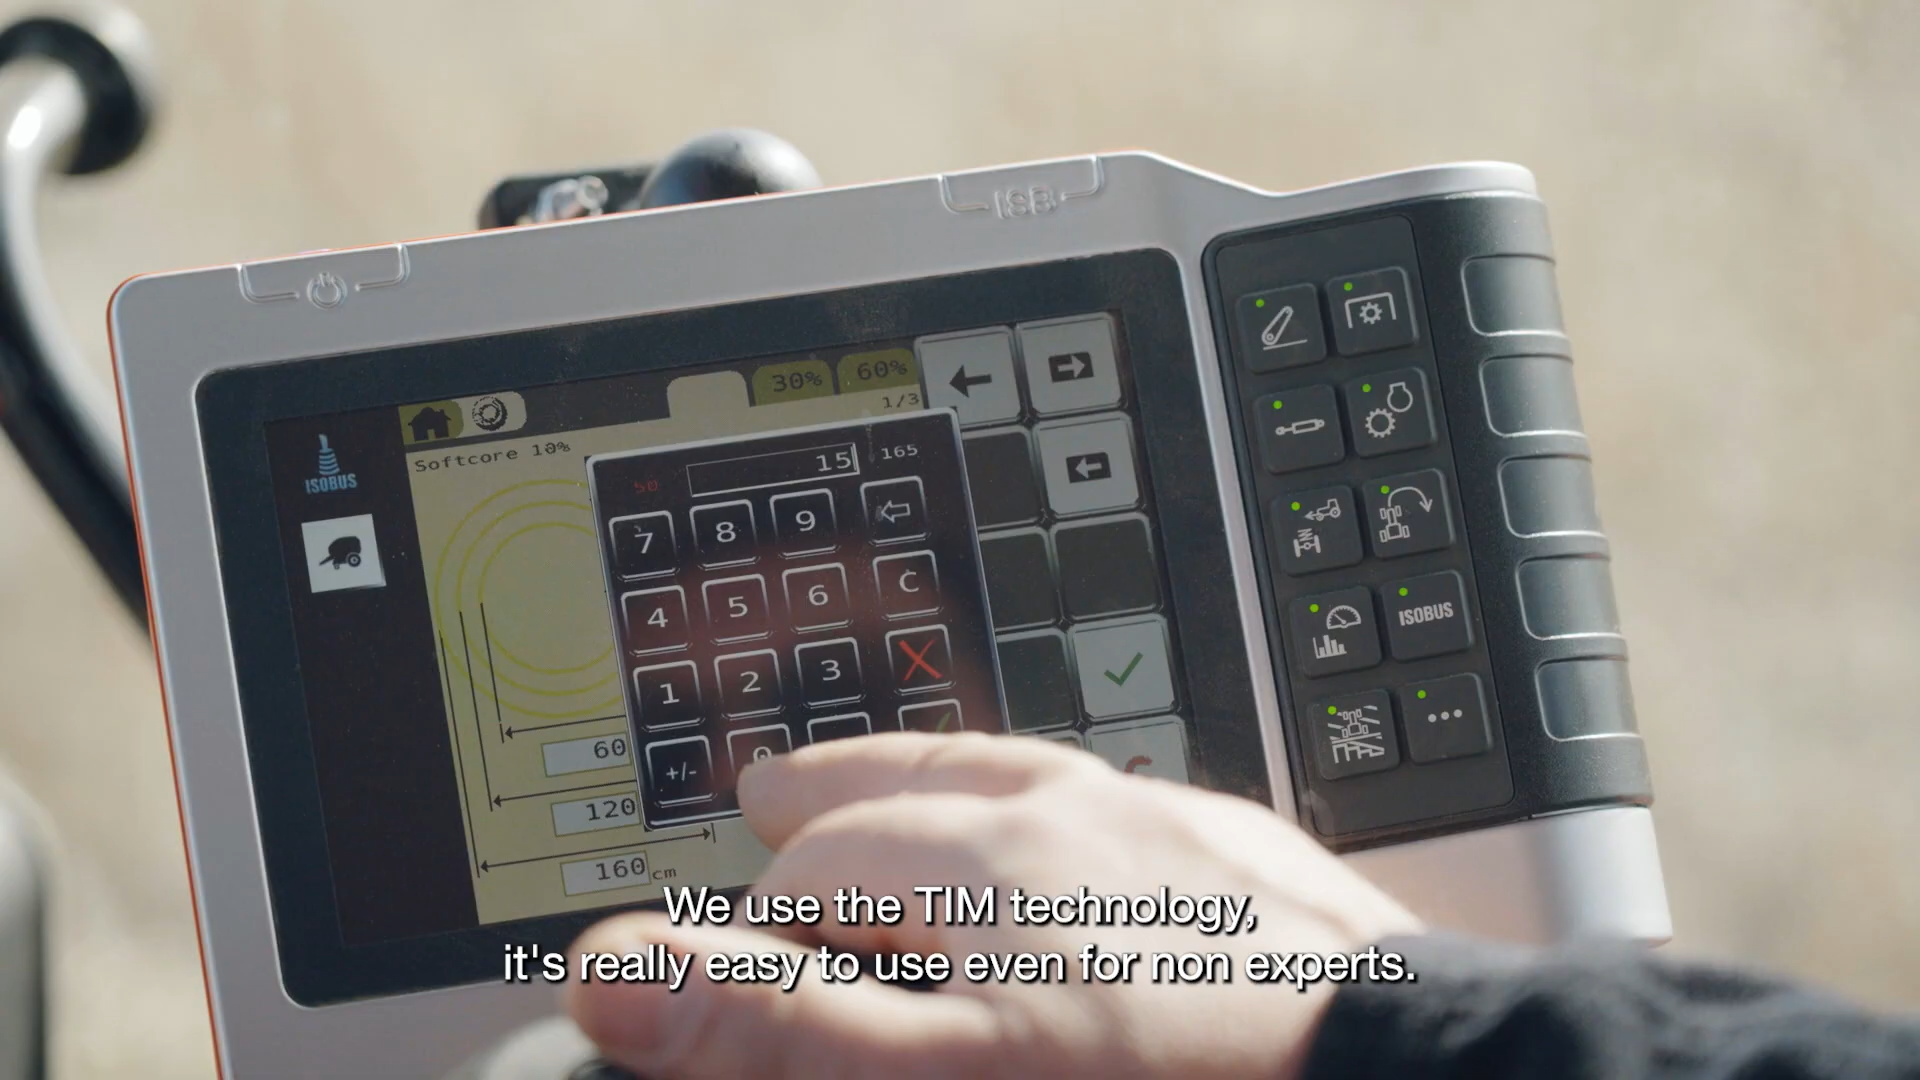 30% 60%
1/3
Softcore 10%
ISOBUS
50 15 165
7 8 9
4 5 6 C
1 2 3
+/- 0
60
120
160 cm
ISOBUS
We use the TIM technology,
it's really easy to use even for non experts.